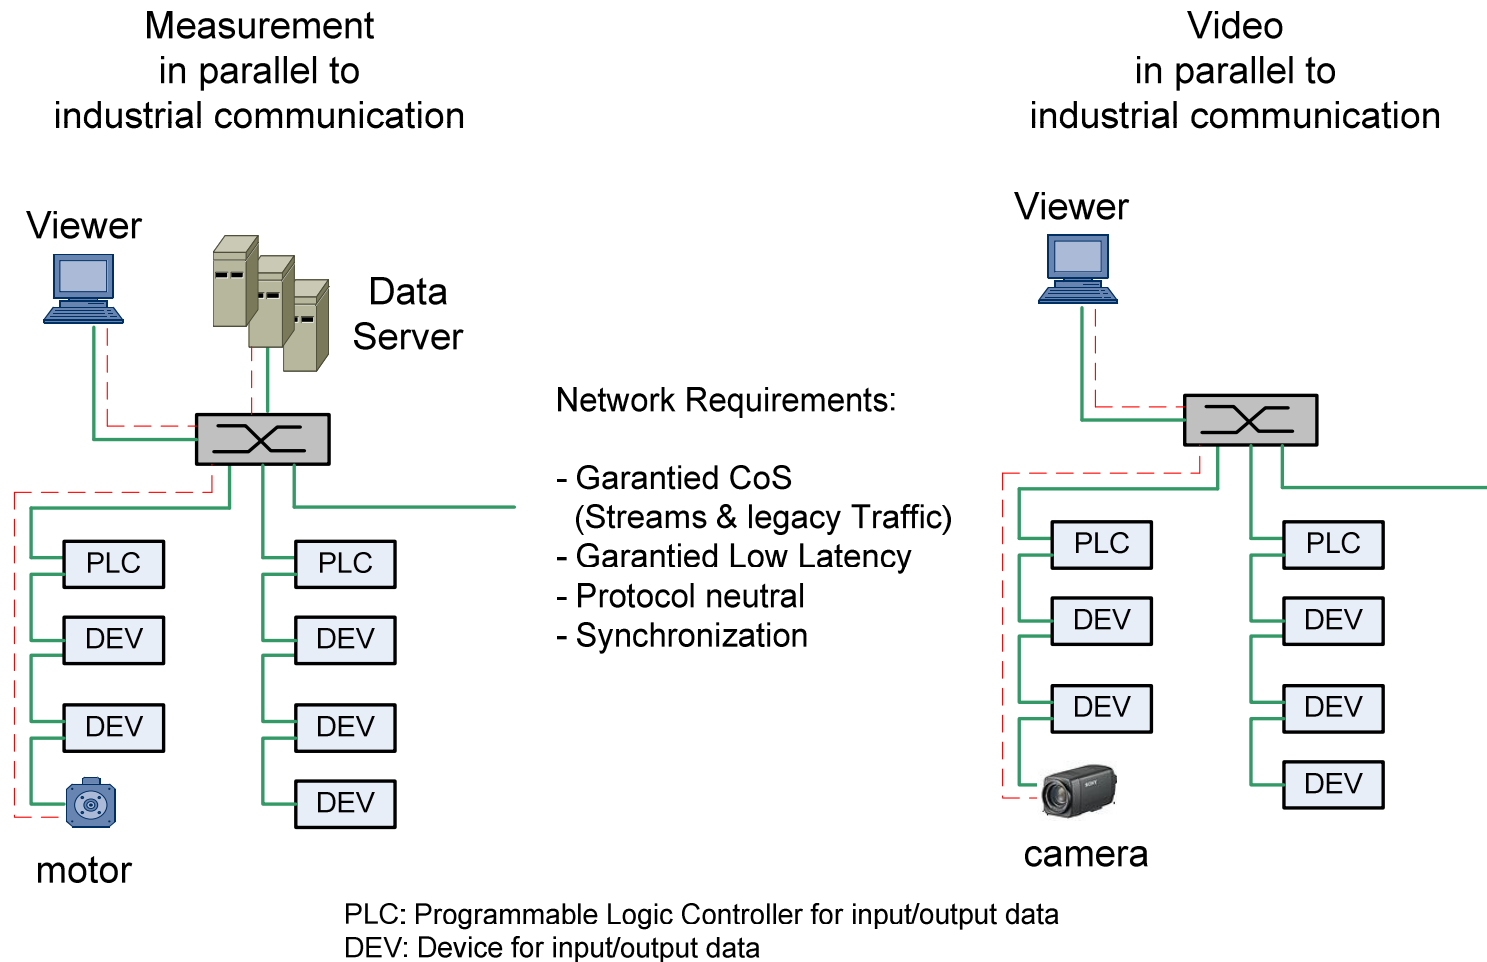 Measurement
in parallel to
industrial communication
Video
in parallel to
industrial communication
Viewer
Data
Server
Viewer
Network Requirements:
- Garantied CoS
(Streams & legacy Traffic)
- Garantied Low Latency
- Protocol neutral
- Synchronization
PLC
DEV
DEV
motor
PLC
DEV
DEV
DEV
PLC
DEV
DEV
SONY
camera
PLC
DEV
DEV
DEV
PLC: Programmable Logic Controller for input/output data
DEV: Device for input/output data